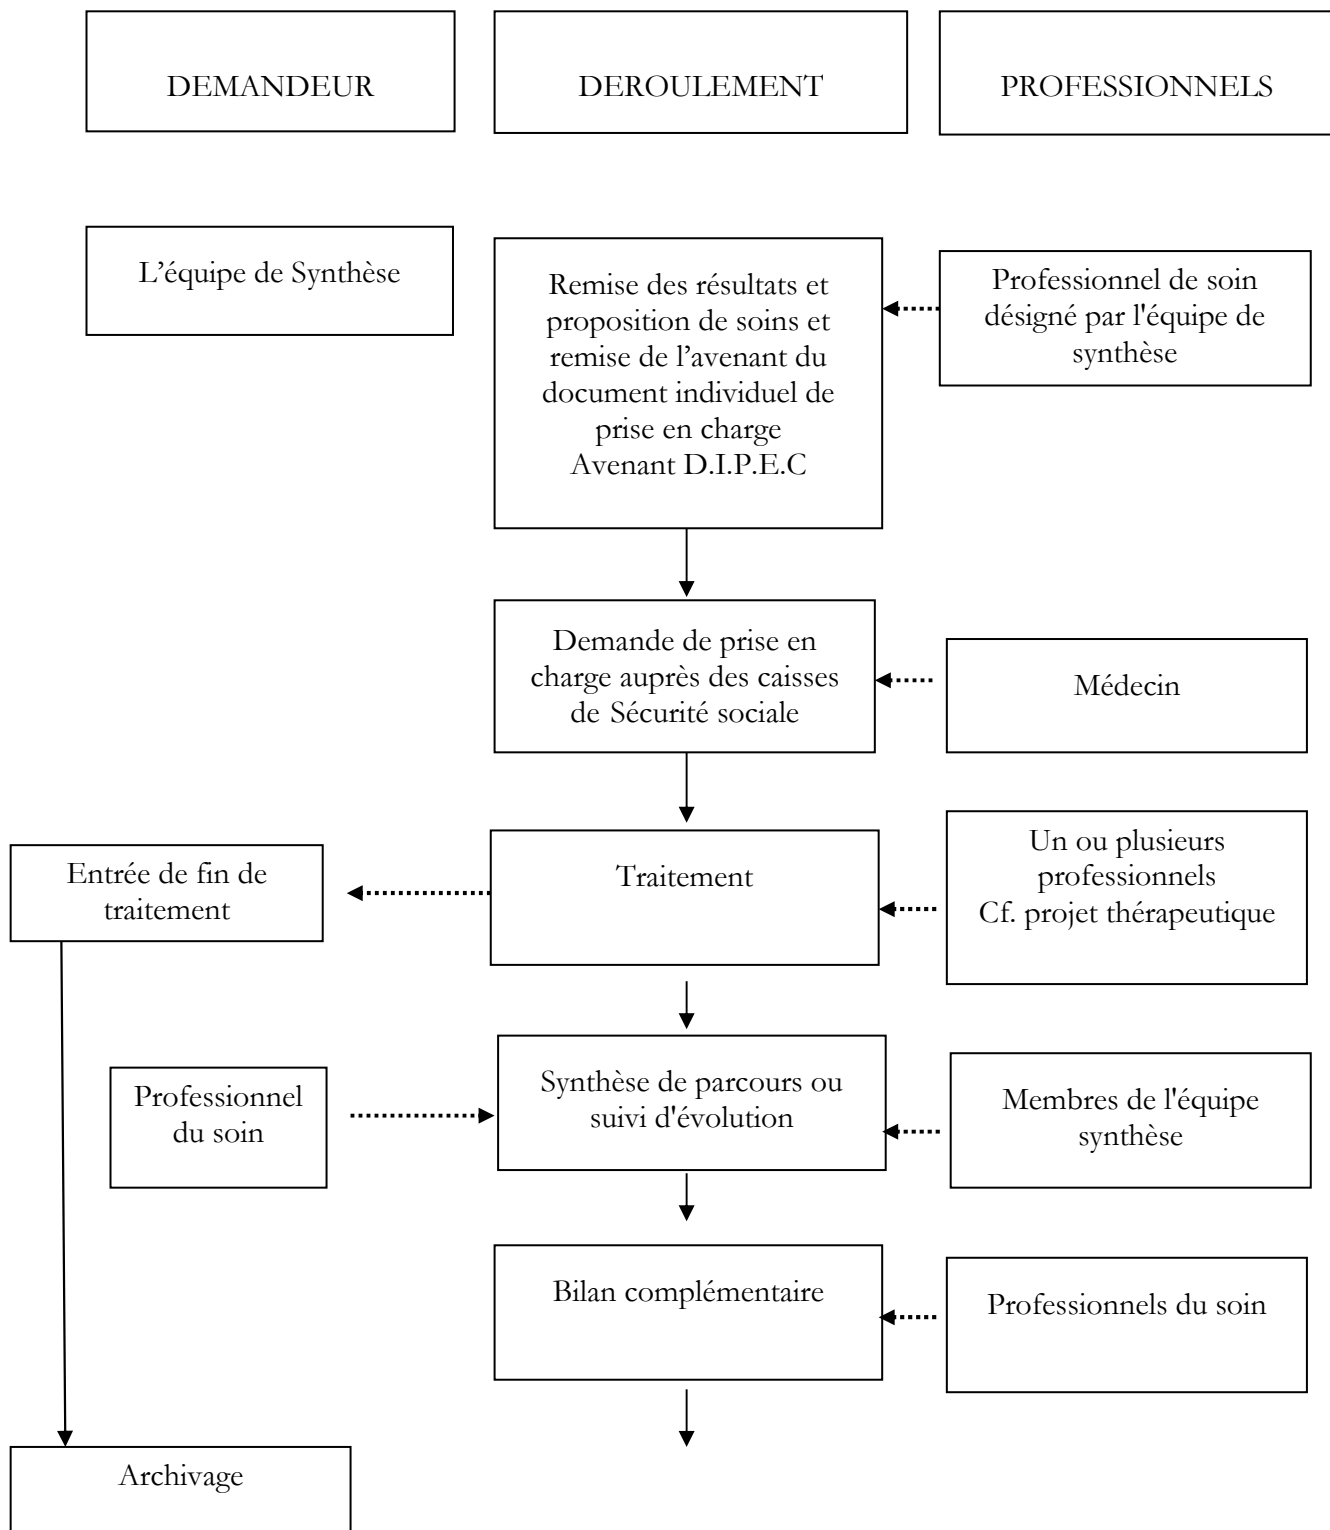 DEMANDEUR
DEROULEMENT
PROFESSIONNELS
L’équipe de Synthèse
Remise des résultats et
proposition de soins et
remise de l’avenant du
document individuel de
prise en charge
Avenant D.I.P.E.C
Professionnel de soin
désigné par l'équipe de
synthèse
Demande de prise en
charge auprès des caisses
de Sécurité sociale
Médecin
Entrée de fin de
traitement
Traitement
Un ou plusieurs
professionnels
Cf. projet thérapeutique
Professionnel
du soin
Synthèse de parcours ou
suivi d'évolution
Membres de l'équipe
synthèse
Bilan complémentaire
Professionnels du soin
Archivage